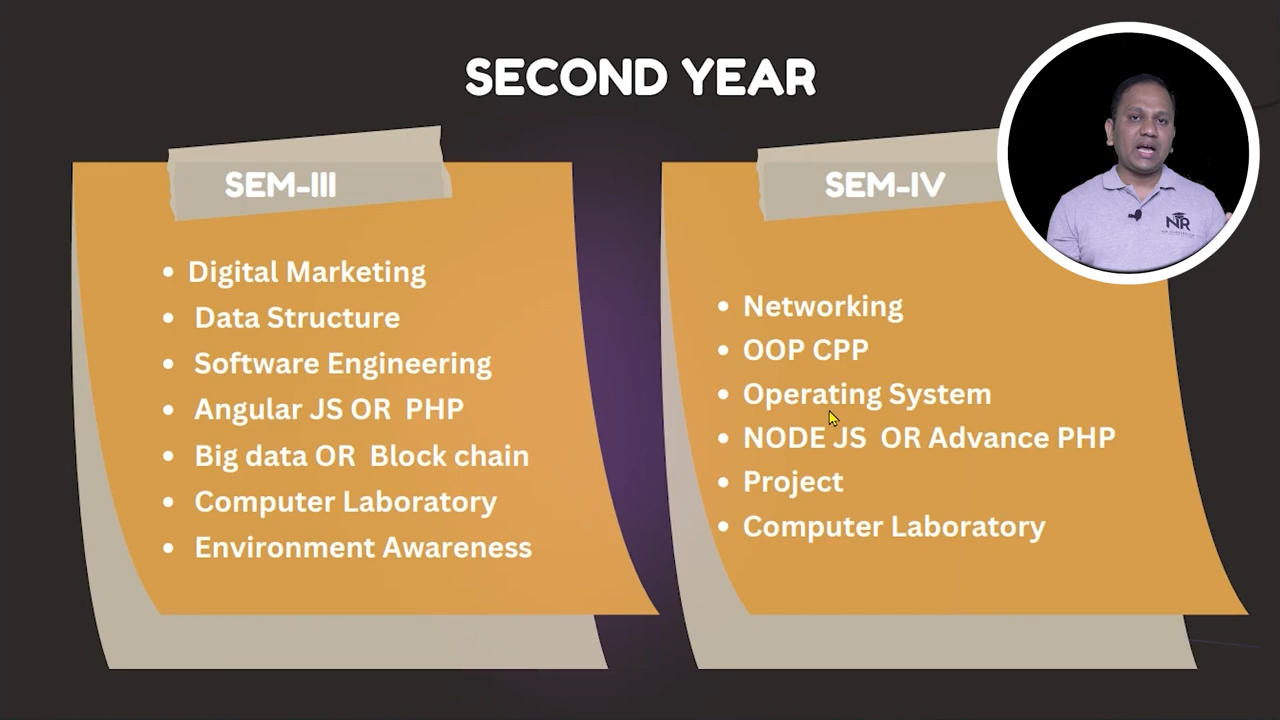 SECOND YEAR
SEM-III
Digital Marketing
Data Structure
Software Engineering
Angular JS OR PHP
Big data OR Block chain
Computer Laboratory
Environment Awareness
SEM-IV
Networking
OOP CPP
Operating System
NODE JS OR Advance PHP
Project
Computer Laboratory
NR